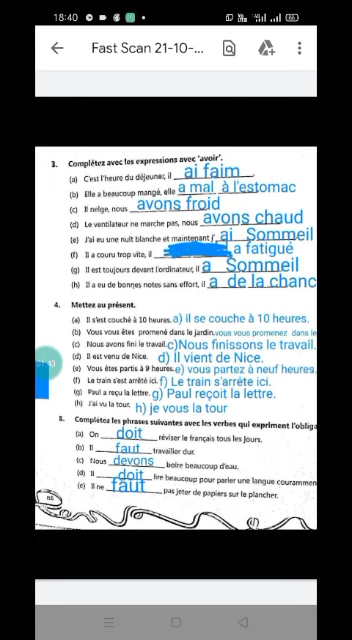 18:40
Fast Scan 21-10-...
3. Complétez avec les expressions avec 'avoir'.
(a) C'est l'heure du déjeuner, il ai faim.
(b) Elle a beaucoup mangé, elle a mal à l'estomac
(c) Il neige, nous avons froid
(d) Le ventilateur ne marche pas, nous avons chaud
(e) J'ai eu une nuit blanche et maintenant j' ai Sommeil
(f) Il a couru trop vite, il a fatigué
(g) Il est toujours devant l'ordinateur, il a Sommeil
(h) Il a eu de bonnes notes sans effort, il a de la chanc
4. Mettez au présent.
(a) Il s'est couché à 10 heures. a) il se couche à 10 heures.
(b) Vous vous êtes promené dans le jardin. vous vous promenez dans le
(c) Nous avons fini le travail. c)Nous finissons le travail.
(d) Il est venu de Nice. d) Il vient de Nice.
(e) Vous êtes partis à 9 heures. e) vous partez à neuf heures.
(f) Le train s'est arrêté ici. f) Le train s'arrête ici.
(g) Paul a reçu la lettre. g) Paul reçoit la lettre.
(h) J'ai vu la tour. h) je vous la tour
5. Complétez les phrases suivantes avec les verbes qui expriment l'obliga
(a) On doit réviser le français tous les jours.
(b) Il faut travailler dur.
(c) Nous devons boire beaucoup d'eau.
(d) Il doit lire beaucoup pour parler une langue courammen
(e) Il ne faut pas jeter de papiers sur le plancher.